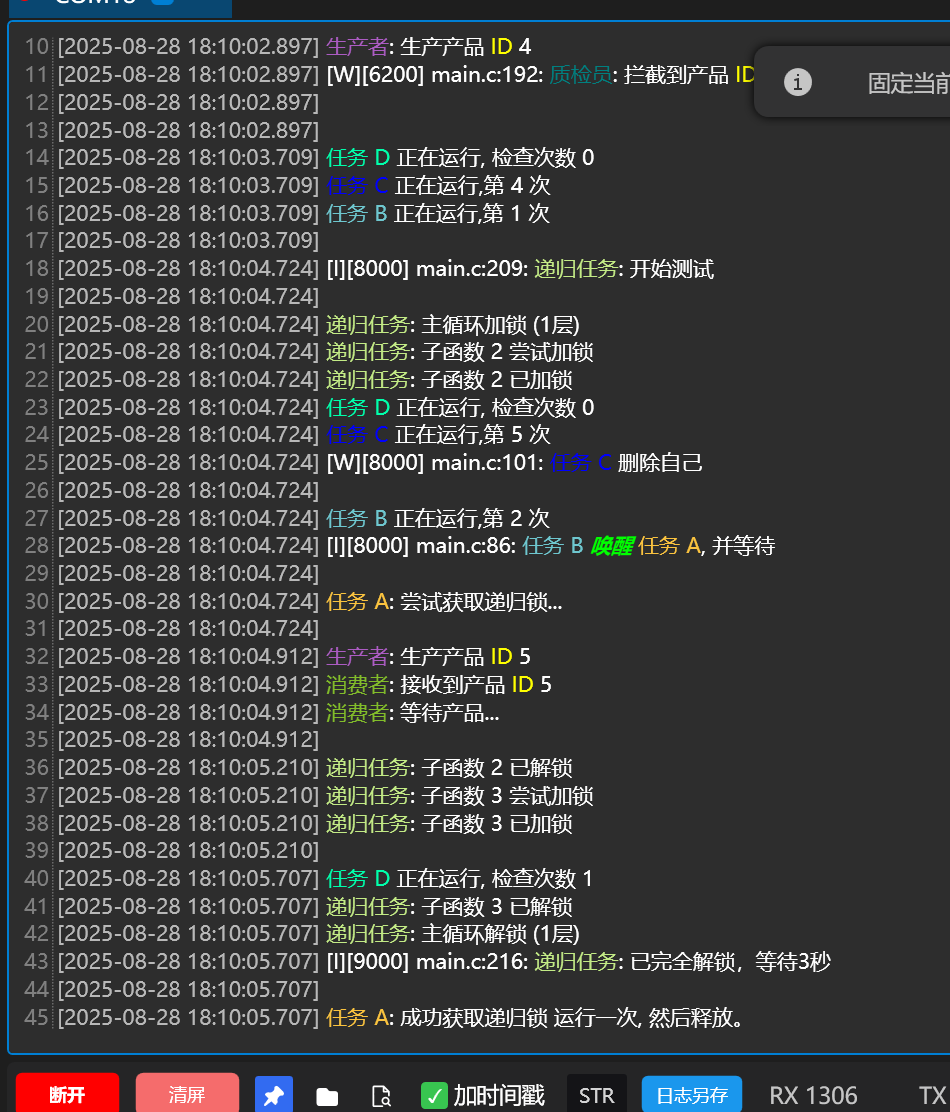 10 [2025-08-28 18:10:02.897] 生产者: 生产产品 ID 4
11 [2025-08-28 18:10:02.897] [W][6200] main.c:192: 质检员: 拦截到产品 ID
固定当前
12 [2025-08-28 18:10:02.897]
13 [2025-08-28 18:10:02.897]
14 [2025-08-28 18:10:03.709] 任务 D 正在运行, 检查次数 0
15 [2025-08-28 18:10:03.709] 任务 C 正在运行,第 4 次
16 [2025-08-28 18:10:03.709] 任务 B 正在运行,第 1 次
17 [2025-08-28 18:10:03.709]
18 [2025-08-28 18:10:04.724] [I][8000] main.c:209: 递归任务: 开始测试
19 [2025-08-28 18:10:04.724]
20 [2025-08-28 18:10:04.724] 递归任务: 主循环加锁 (1层)
21 [2025-08-28 18:10:04.724] 递归任务: 子函数 2 尝试加锁
22 [2025-08-28 18:10:04.724] 递归任务: 子函数 2 已加锁
23 [2025-08-28 18:10:04.724] 任务 D 正在运行, 检查次数 0
24 [2025-08-28 18:10:04.724] 任务 C 正在运行,第 5 次
25 [2025-08-28 18:10:04.724] [W][8000] main.c:101: 任务 C 删除自己
26 [2025-08-28 18:10:04.724]
27 [2025-08-28 18:10:04.724] 任务 B 正在运行,第 2 次
28 [2025-08-28 18:10:04.724] [I][8000] main.c:86: 任务 B 唤醒 任务 A, 并等待
29 [2025-08-28 18:10:04.724]
30 [2025-08-28 18:10:04.724] 任务 A: 尝试获取递归锁...
31 [2025-08-28 18:10:04.724]
32 [2025-08-28 18:10:04.912] 生产者: 生产产品 ID 5
33 [2025-08-28 18:10:04.912] 消费者: 接收到产品 ID 5
34 [2025-08-28 18:10:04.912] 消费者: 等待产品...
35 [2025-08-28 18:10:04.912]
36 [2025-08-28 18:10:05.210] 递归任务: 子函数 2 已解锁
37 [2025-08-28 18:10:05.210] 递归任务: 子函数 3 尝试加锁
38 [2025-08-28 18:10:05.210] 递归任务: 子函数 3 已加锁
39 [2025-08-28 18:10:05.210]
40 [2025-08-28 18:10:05.707] 任务 D 正在运行, 检查次数 1
41 [2025-08-28 18:10:05.707] 递归任务: 子函数 3 已解锁
42 [2025-08-28 18:10:05.707] 递归任务: 主循环解锁 (1层)
43 [2025-08-28 18:10:05.707] [I][9000] main.c:216: 递归任务: 已完全解锁，等待3秒
44 [2025-08-28 18:10:05.707]
45 [2025-08-28 18:10:05.707] 任务 A: 成功获取递归锁 运行一次, 然后释放。
断开 清屏 加时间戳 STR 日志另存 RX 1306 TX